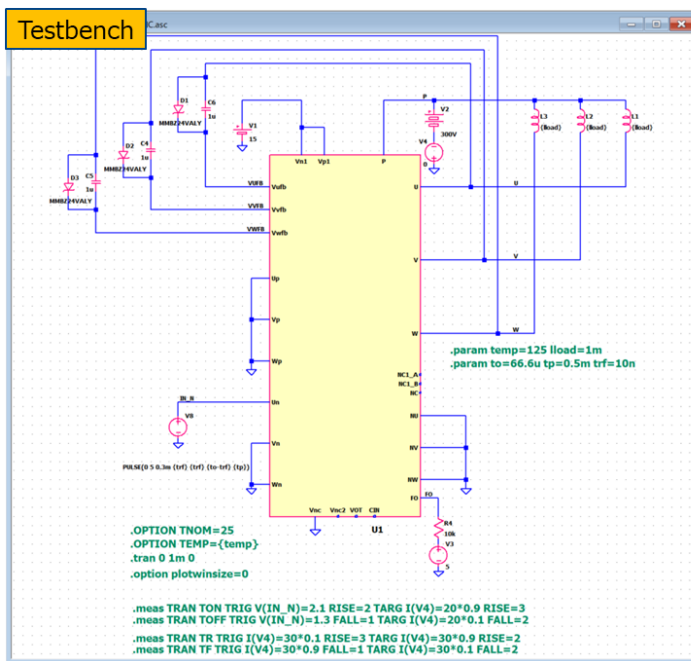 Testbench
IC.asc
D1
MMBZ24VALY
C6
1u
D2
MMBZ24VALY
C4
1u
D3
MMBZ24VALY
C5
1u
V1
15
P
V2
300V
V4
0
L3
{lload}
L2
{lload}
L1
{lload}
Vn1
Vp1
P
VUFB
Vufb
U
U
VVFB
Vvfb
VWFB
Vwfb
V
V
Up
Vp
W
W
Wp
.param temp=125 lload=1m
.param to=66.6u tp=0.5m trf=10n
NC1_A
NC1_B
NC
IN_N
Un
V8
NU
Vn
NV
PULSE(0 5 0.3m {trf} {trf} {to-trf} {tp})
Wn
NW
FO
FO
Vnc
Vnc2
VOT
CIN
U1
R4
10k
V3
5
.OPTION TNOM=25
.OPTION TEMP={temp}
.tran 0 1m 0
.option plotwinsize=0
.meas TRAN TON TRIG V(IN_N)=2.1 RISE=2 TARG I(V4)=20*0.9 RISE=3
.meas TRAN TOFF TRIG V(IN_N)=1.3 FALL=1 TARG I(V4)=20*0.1 FALL=2
.meas TRAN TR TRIG I(V4)=30*0.1 RISE=3 TARG I(V4)=30*0.9 RISE=2
.meas TRAN TF TRIG I(V4)=30*0.9 FALL=1 TARG I(V4)=30*0.1 FALL=2